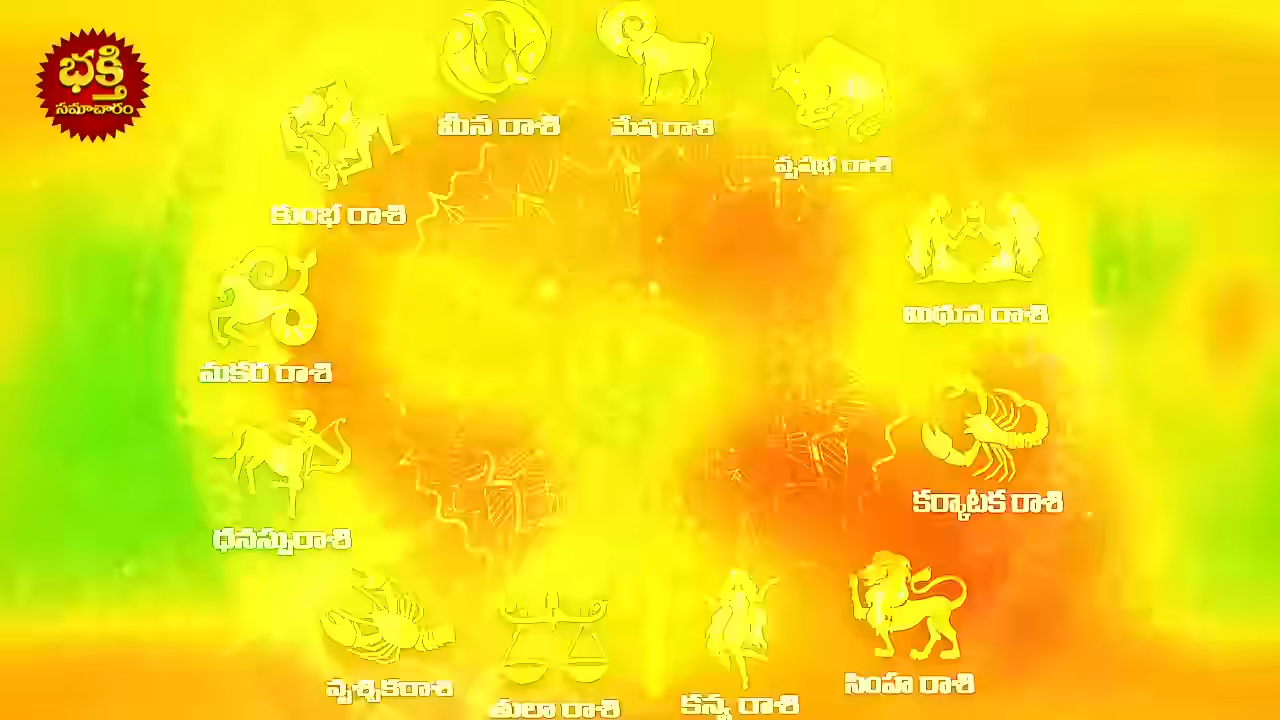 భక్తి
సమాచారం
మీన రాశి
మేష రాశి
వృషభ రాశి
కుంభ రాశి
మిథున రాశి
మకర రాశి
కర్కాటక రాశి
ధనస్సురాశి
సింహ రాశి
వృశ్చికరాశి
తులా రాశి
కన్య రాశి